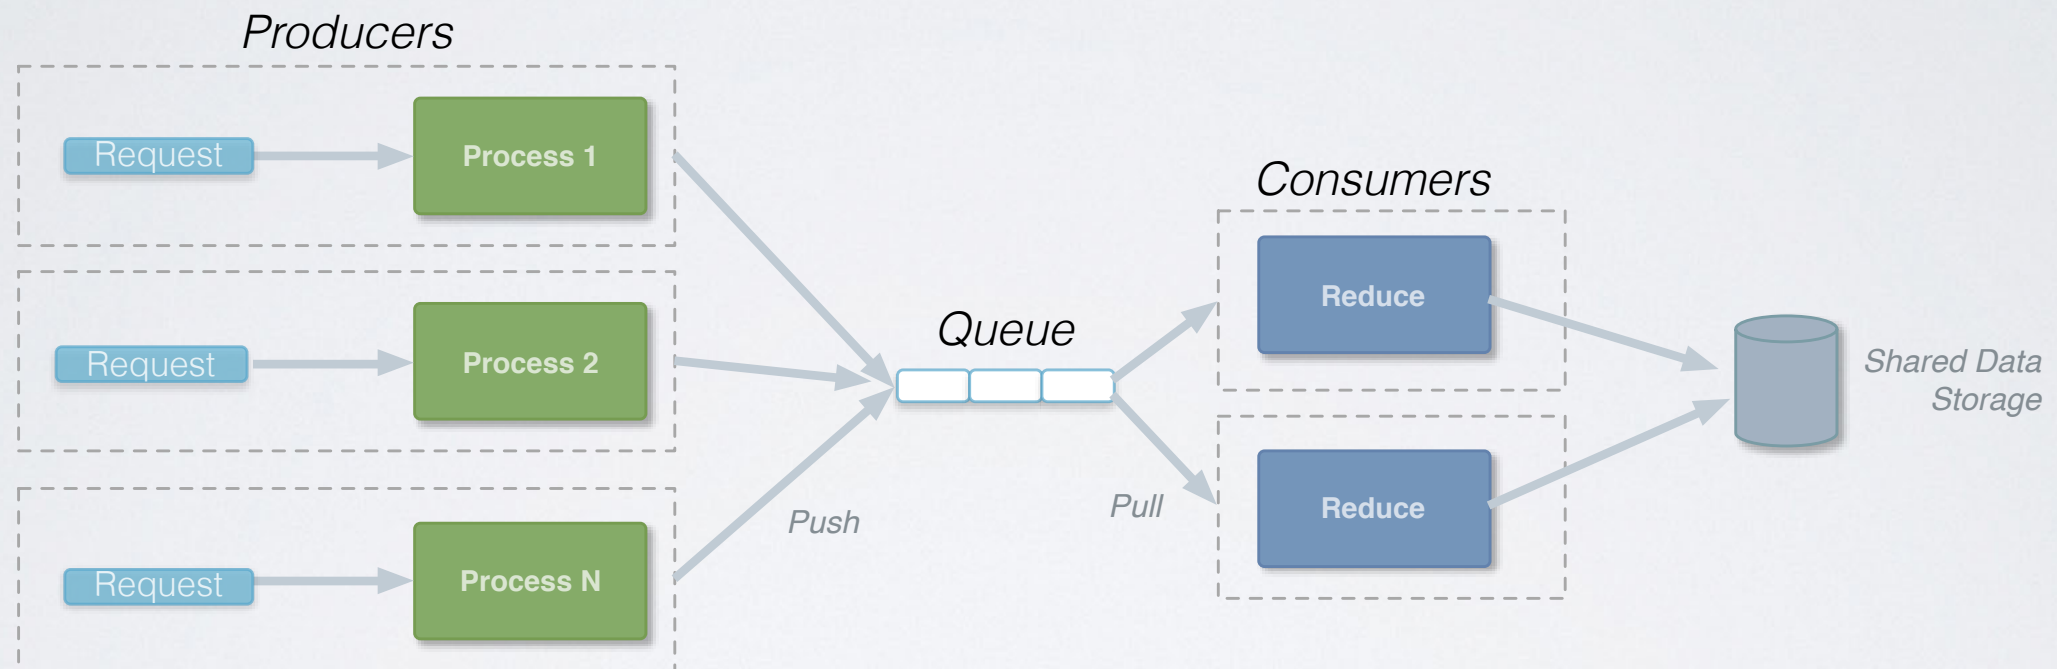 Producers
Request
Process 1
Request
Process 2
Request
Process N
Push
Queue
Pull
Consumers
Reduce
Reduce
Shared Data
Storage